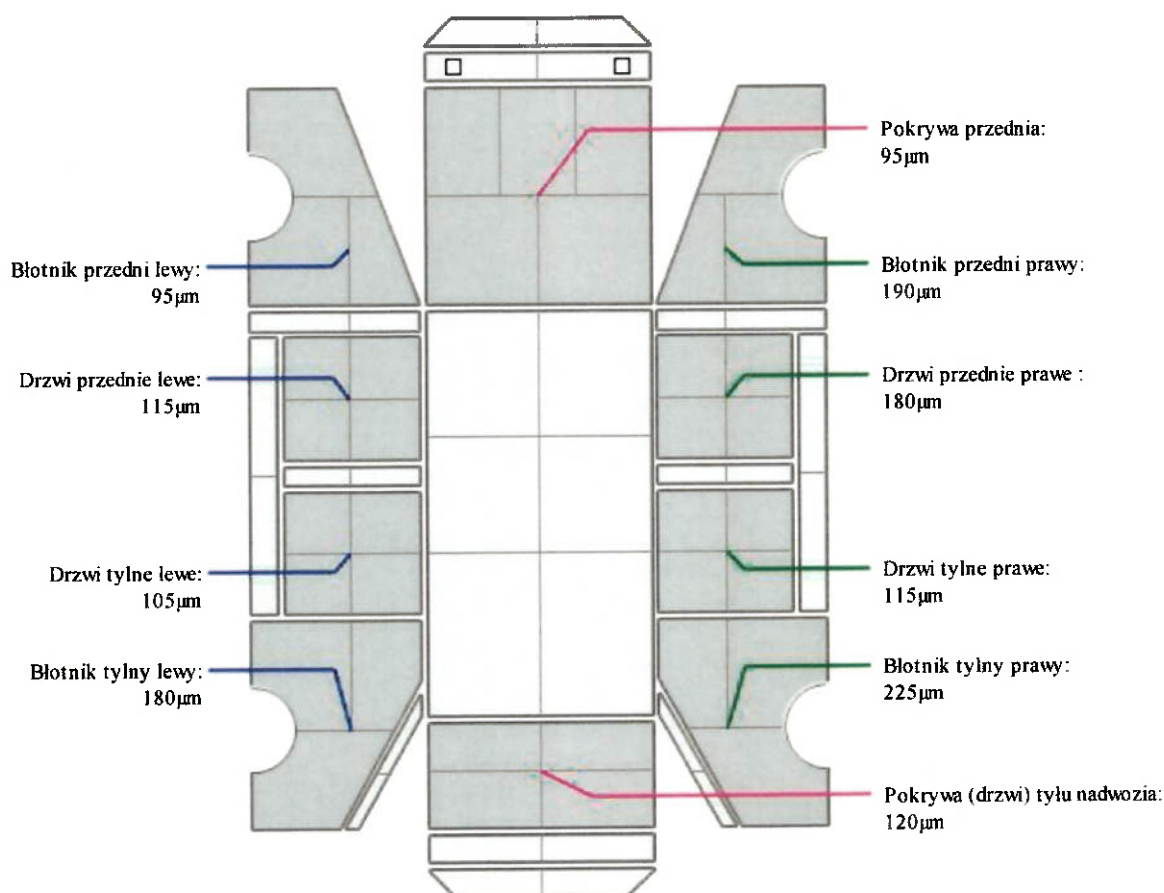 Pokrywa przednia:
95µm
Błotnik przedni lewy:
95µm
Błotnik przedni prawy:
190µm
Drzwi przednie lewe:
115µm
Drzwi przednie prawe :
180µm
Drzwi tylne lewe:
105µm
Drzwi tylne prawe:
115µm
Błotnik tylny lewy:
180µm
Błotnik tylny prawy:
225µm
Pokrywa (drzwi) tyłu nadwozia:
120µm